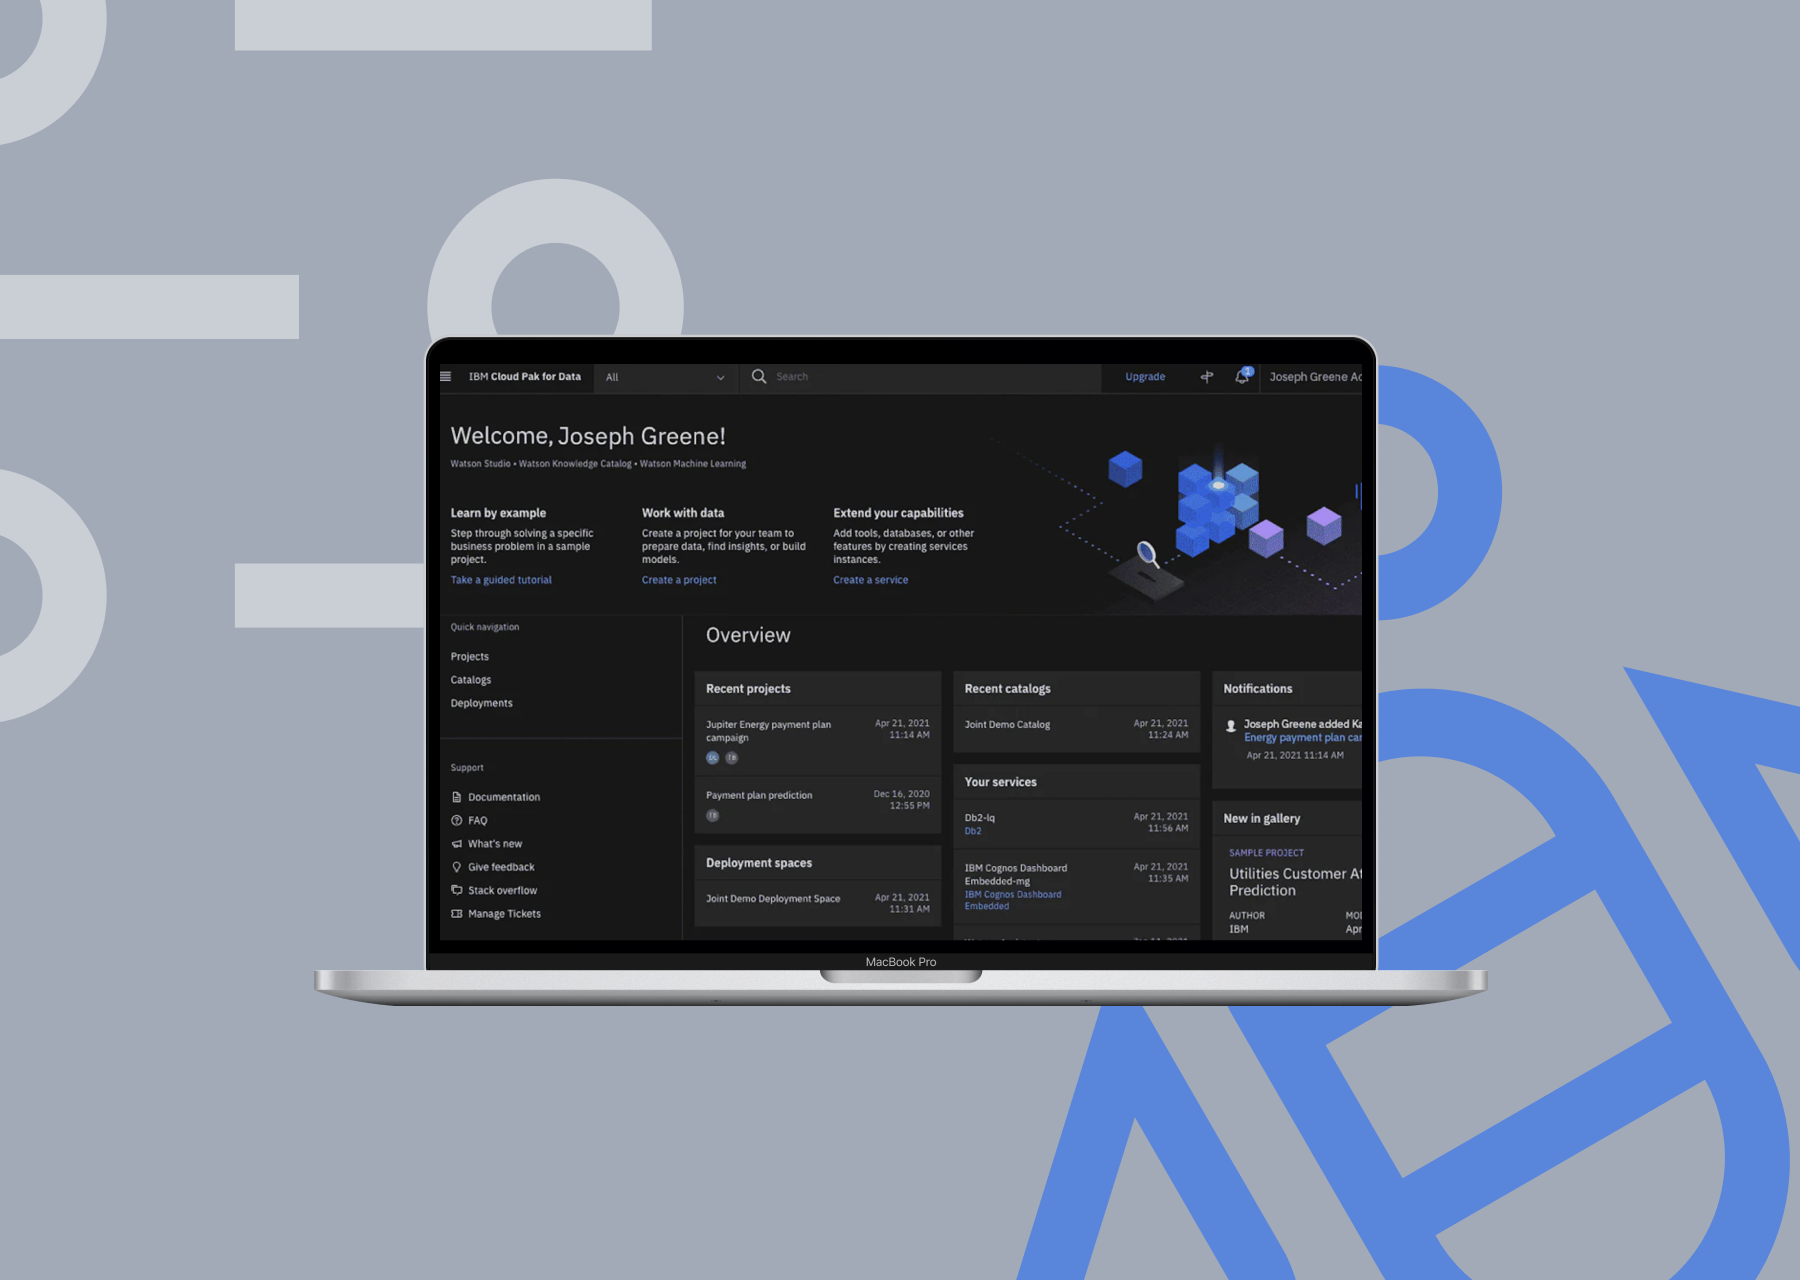 IBM Cloud Pak for Data
All
Search
Upgrade
1
Joseph Greene Ac
Welcome, Joseph Greene!
Watson Studio • Watson Knowledge Catalog • Watson Machine Learning
Learn by example
Step through solving a specific
business problem in a sample
project.
Take a guided tutorial
Work with data
Create a project for your team to
prepare data, find insights, or build
models.
Create a project
Extend your capabilities
Add tools, databases, or other
features by creating services
instances.
Create a service
Quick navigation
Projects
Catalogs
Deployments
Support
Documentation
FAQ
What's new
Give feedback
Stack overflow
Manage Tickets
Overview
Recent projects
Jupiter Energy payment plan
campaign
Apr 21, 2021
11:14 AM
DL
TB
Payment plan prediction
Dec 16, 2020
12:55 PM
TB
Deployment spaces
Joint Demo Deployment Space
Apr 21, 2021
11:31 AM
Recent catalogs
Joint Demo Catalog
Apr 21, 2021
11:24 AM
Your services
Db2-lq
Db2
Apr 21, 2021
11:56 AM
IBM Cognos Dashboard
Embedded-mg
IBM Cognos Dashboard
Embedded
Apr 21, 2021
11:35 AM
Notifications
Joseph Greene added Ka
Energy payment plan car
Apr 21, 2021 11:14 AM
New in gallery
SAMPLE PROJECT
Utilities Customer At
Prediction
AUTHOR
IBM
MO
Apr
MacBook Pro